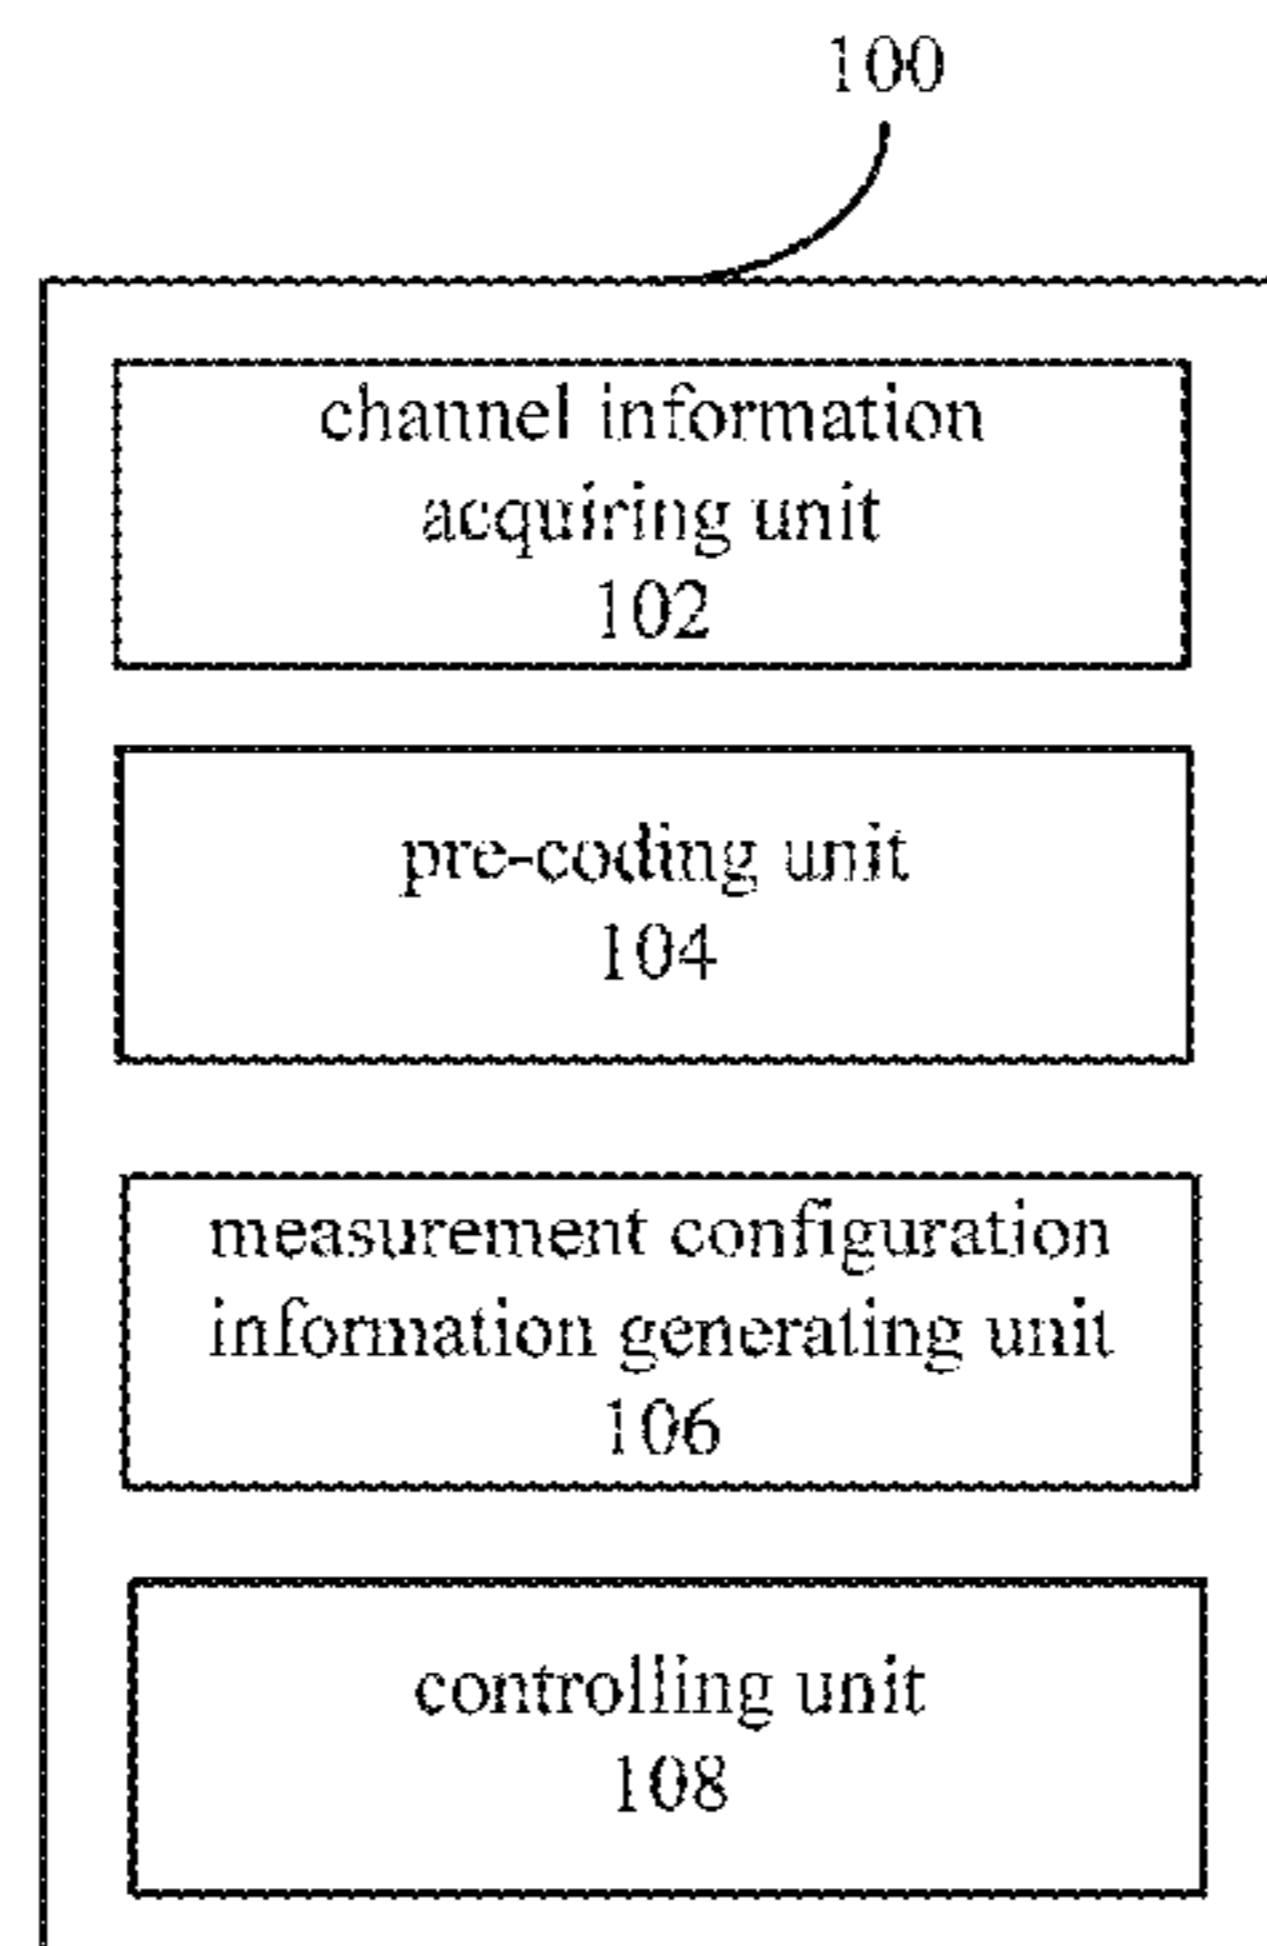 100
channel information
acquiring unit
102
pre-coding unit
104
measurement configuration
information generating unit
106
controlling unit
108